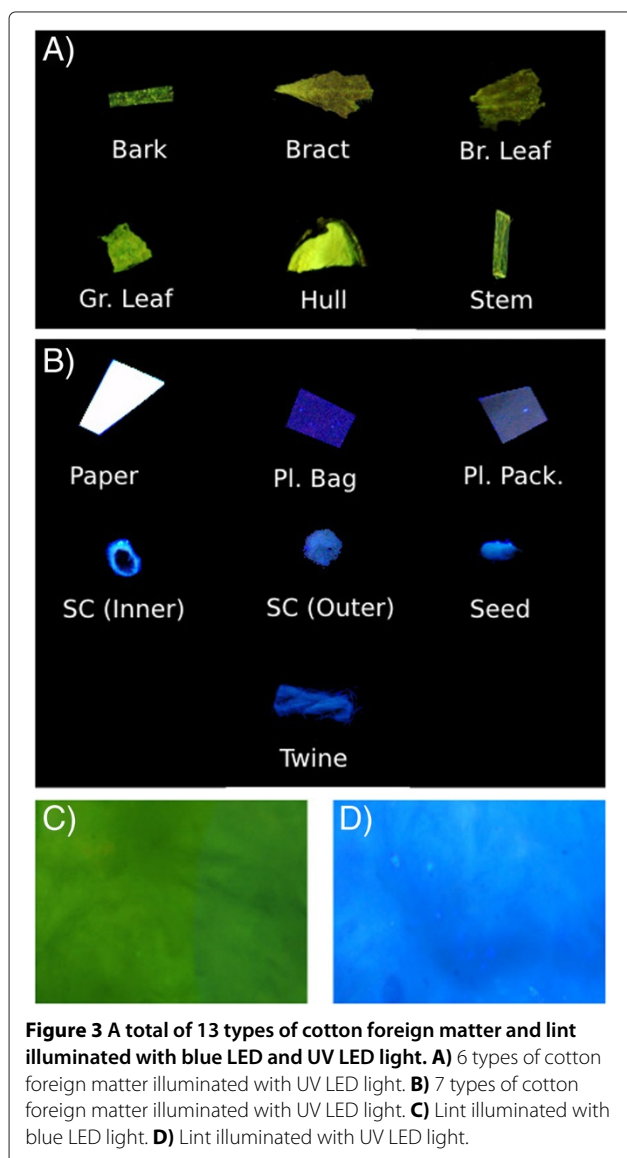 A)
Bark Bract Br. Leaf
Gr. Leaf Hull Stem
B)
Paper Pl. Bag Pl. Pack.
SC (Inner) SC (Outer) Seed
Twine
C) D)
Figure 3 A total of 13 types of cotton foreign matter and lint
illuminated with blue LED and UV LED light. A) 6 types of cotton
foreign matter illuminated with UV LED light. B) 7 types of cotton
foreign matter illuminated with UV LED light. C) Lint illuminated with
blue LED light. D) Lint illuminated with UV LED light.